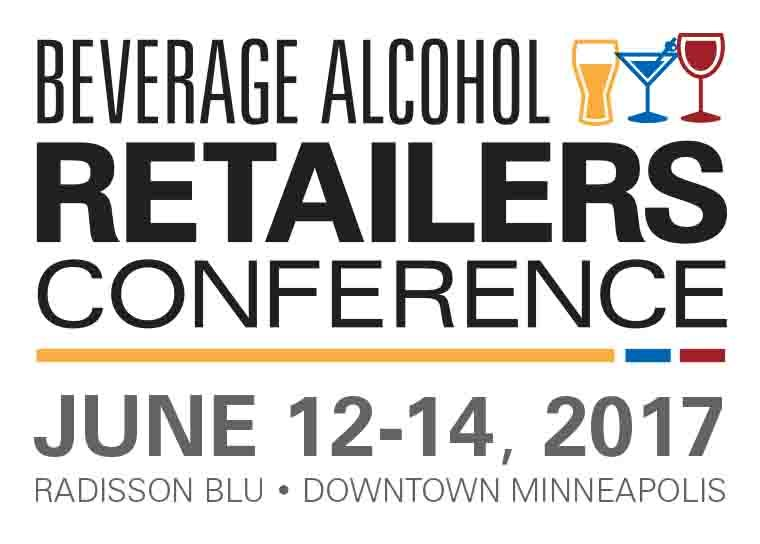 BEVERAGE ALCOHOL
RETAILERS
CONFERENCE
JUNE 12-14, 2017
RADISSON BLU • DOWNTOWN MINNEAPOLIS